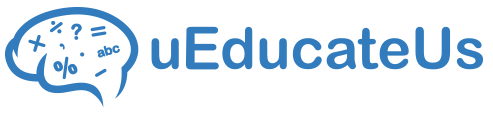 ÷ ? =
× abc
% –
uEducateUs